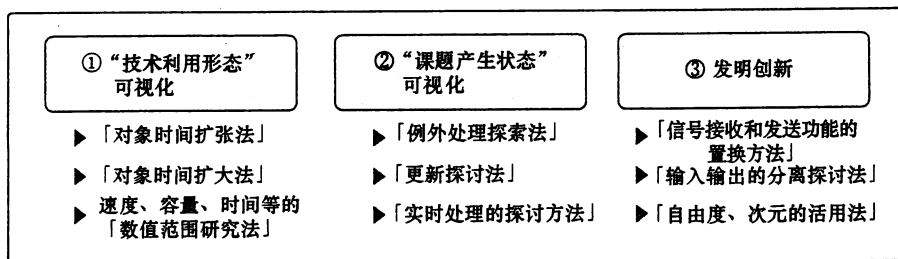 ①“技术利用形态”
可视化
▶「对象时间扩张法」
▶「对象时间扩大法」
▶速度、容量、时间等的
「数值范围研究法」
②“课题产生状态”
可视化
▶「例外处理探索法」
▶「更新探讨法」
▶「实时处理的探讨方法」
③ 发明创新
▶「信号接收和发送功能的
置换方法」
▶「输入输出的分离探讨法」
▶「自由度、次元的活用法」